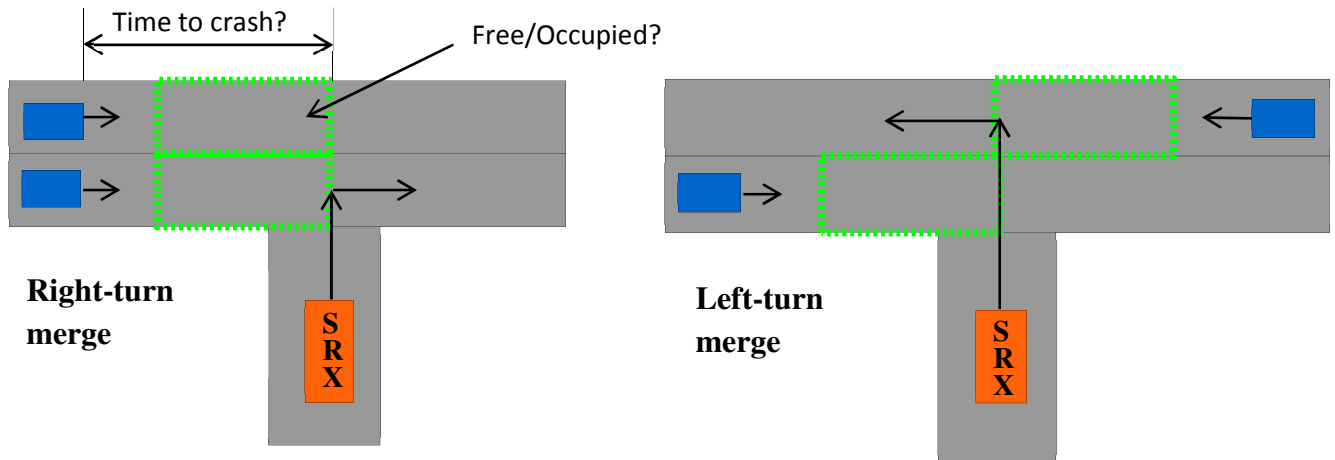 Time to crash?
Free/Occupied?
Right-turn
merge
S
R
X
Left-turn
merge
S
R
X